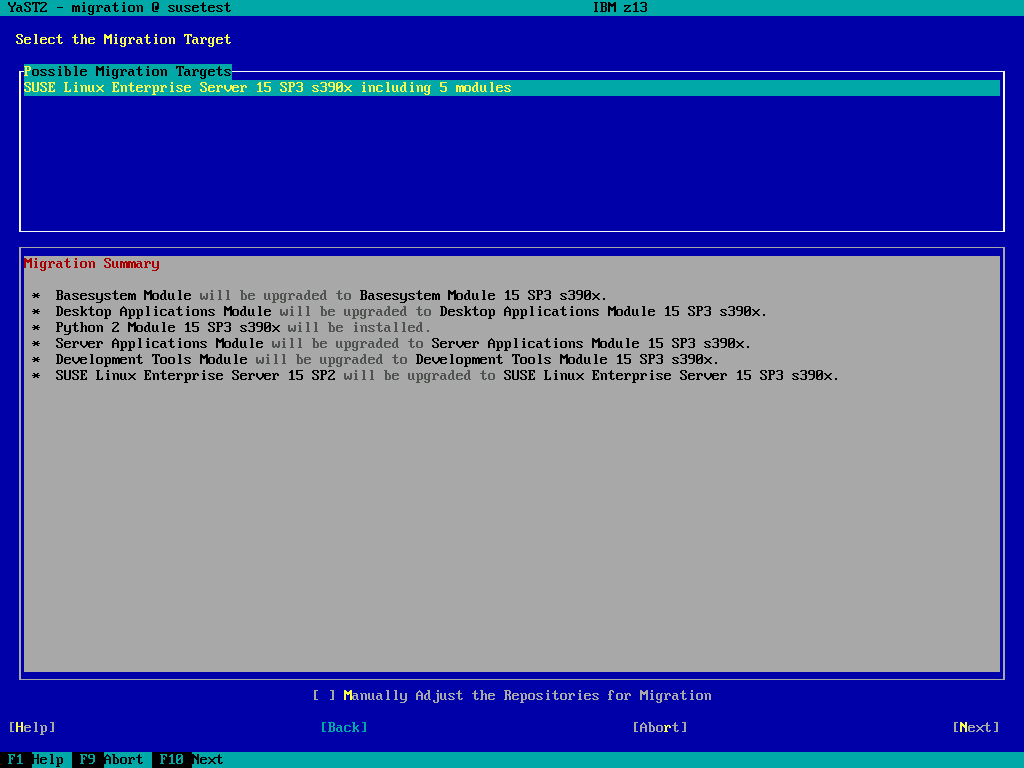 YaST2 - migration @ susetest IBM z13
Select the Migration Target
Possible Migration Targets
SUSE Linux Enterprise Server 15 SP3 s390x including 5 modules
Migration Summary
* Basesystem Module will be upgraded to Basesystem Module 15 SP3 s390x.
* Desktop Applications Module will be upgraded to Desktop Applications Module 15 SP3 s390x.
* Python 2 Module 15 SP3 s390x will be installed.
* Server Applications Module will be upgraded to Server Applications Module 15 SP3 s390x.
* Development Tools Module will be upgraded to Development Tools Module 15 SP3 s390x.
* SUSE Linux Enterprise Server 15 SP2 will be upgraded to SUSE Linux Enterprise Server 15 SP3 s390x.
[ ] Manually Adjust the Repositories for Migration
[Help] [Back] [Abort] [Next]
F1 Help F9 Abort F10 Next